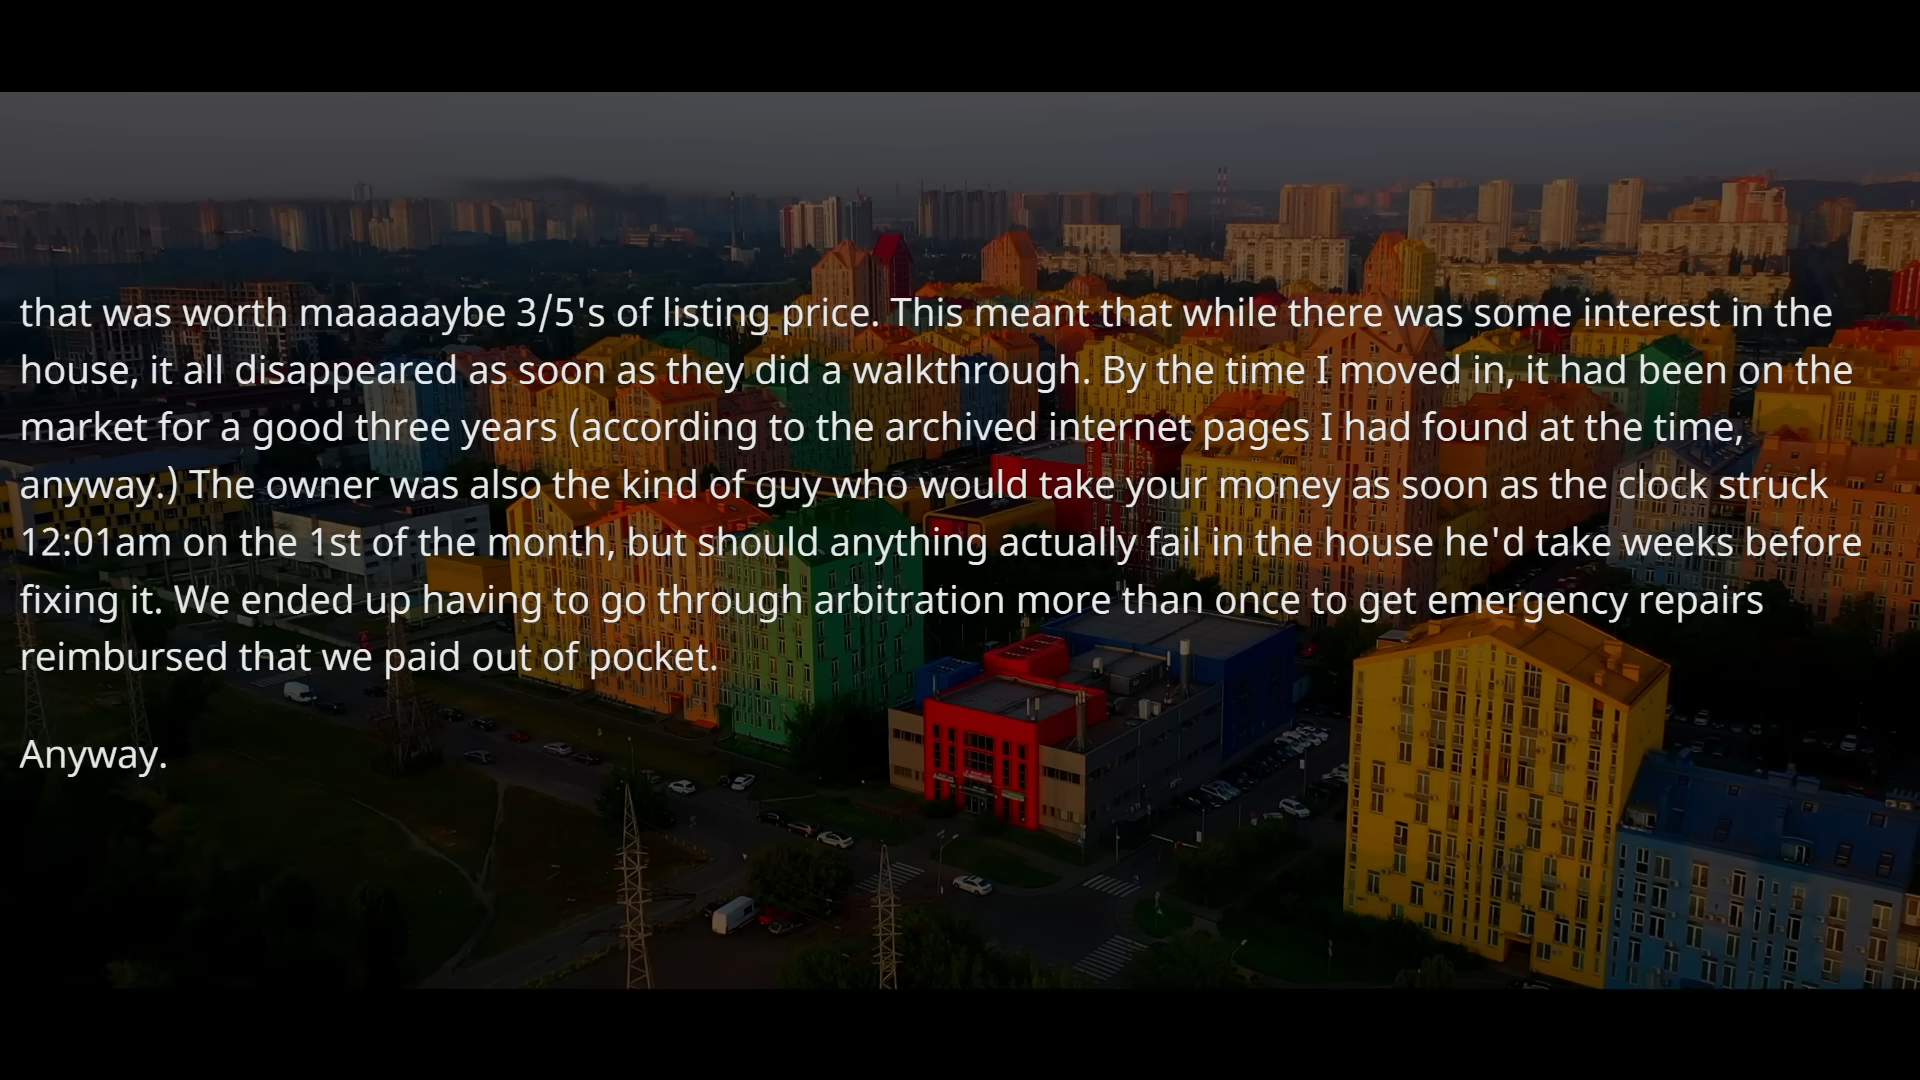 that was worth maaaaaybe 3/5's of listing price. This meant that while there was some interest in the
house, it all disappeared as soon as they did a walkthrough. By the time I moved in, it had been on the
market for a good three years (according to the archived internet pages I had found at the time,
anyway.) The owner was also the kind of guy who would take your money as soon as the clock struck
12:01am on the 1st of the month, but should anything actually fail in the house he'd take weeks before
fixing it. We ended up having to go through arbitration more than once to get emergency repairs
reimbursed that we paid out of pocket.
Anyway.